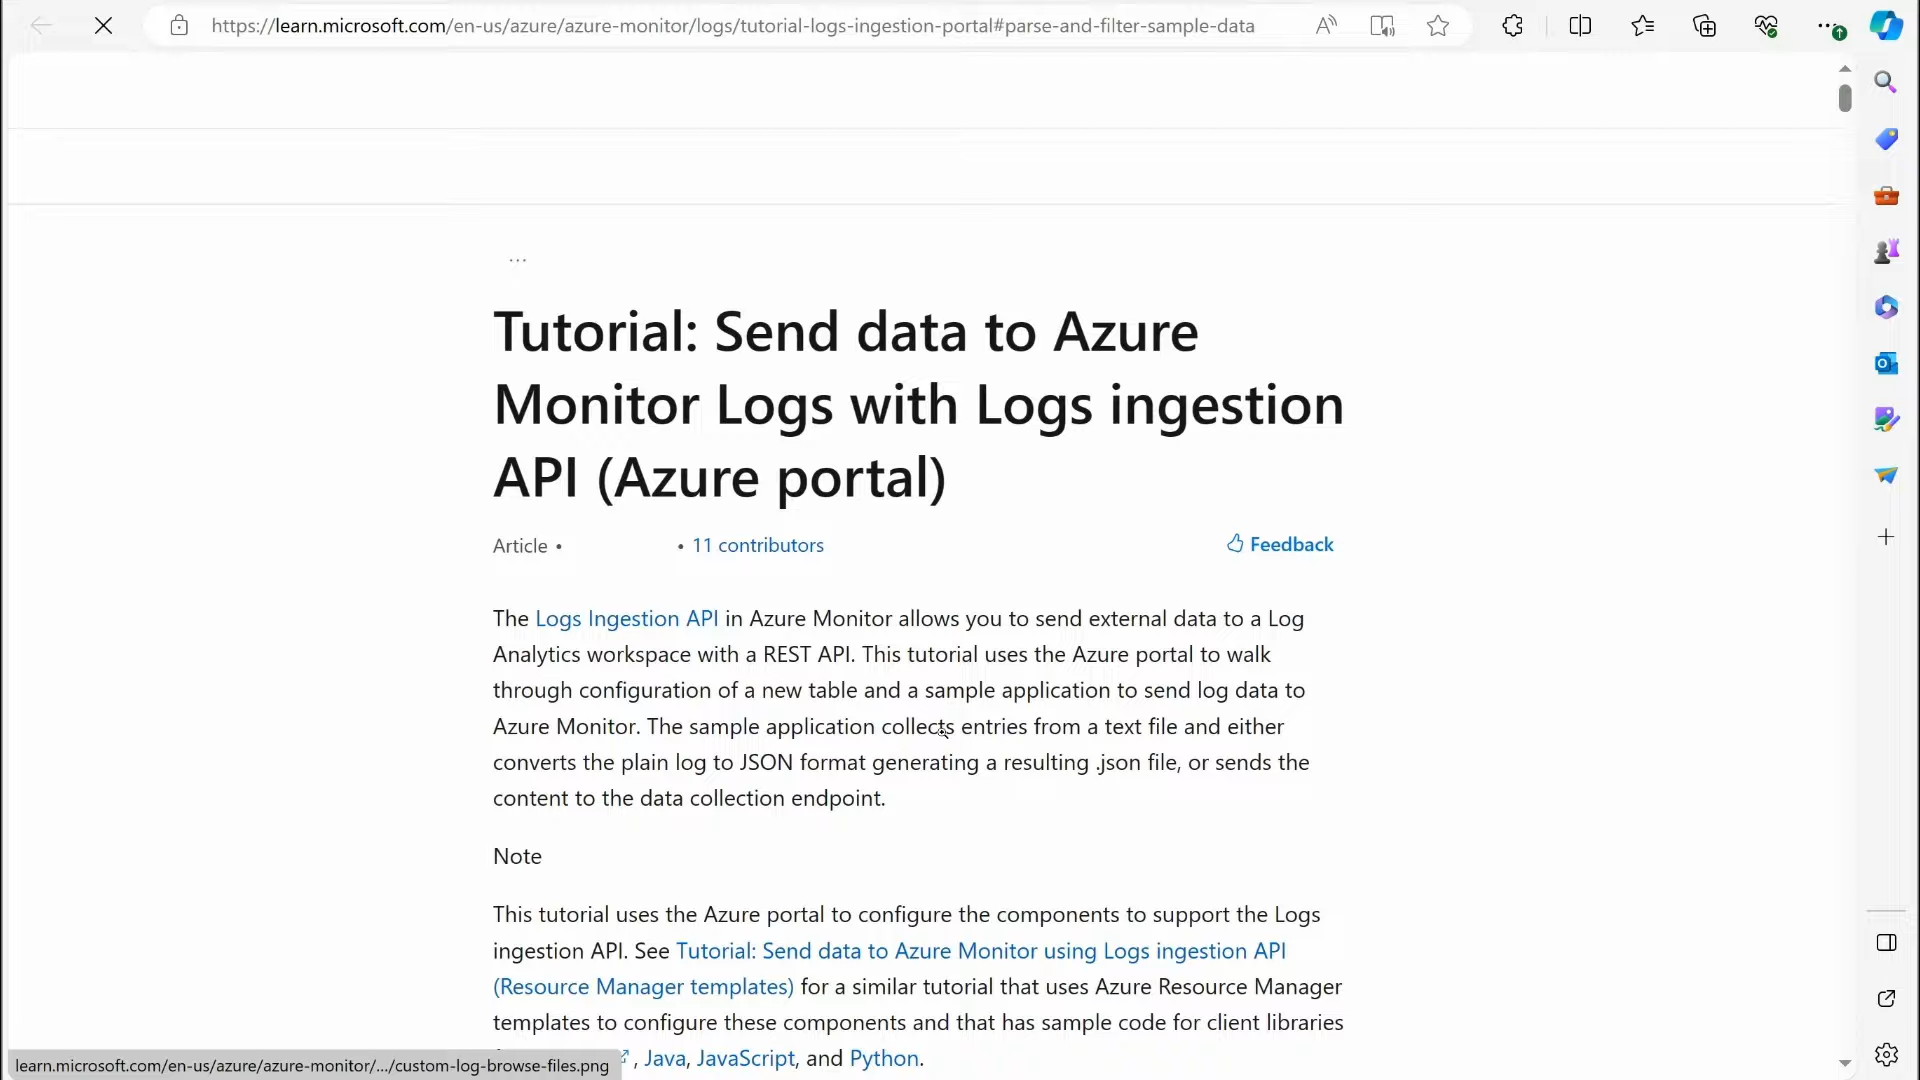 https://learn.microsoft.com/en-us/azure/azure-monitor/logs/tutorial-logs-ingestion-portal#parse-and-filter-sample-data
...
Tutorial: Send data to Azure
Monitor Logs with Logs ingestion
API (Azure portal)
Article • • 11 contributors Feedback
The Logs Ingestion API in Azure Monitor allows you to send external data to a Log
Analytics workspace with a REST API. This tutorial uses the Azure portal to walk
through configuration of a new table and a sample application to send log data to
Azure Monitor. The sample application collects entries from a text file and either
converts the plain log to JSON format generating a resulting .json file, or sends the
content to the data collection endpoint.
Note
This tutorial uses the Azure portal to configure the components to support the Logs
ingestion API. See Tutorial: Send data to Azure Monitor using Logs ingestion API
(Resource Manager templates) for a similar tutorial that uses Azure Resource Manager
templates to configure these components and that has sample code for client libraries
, Java, JavaScript, and Python.
learn.microsoft.com/en-us/azure/azure-monitor/.../custom-log-browse-files.png